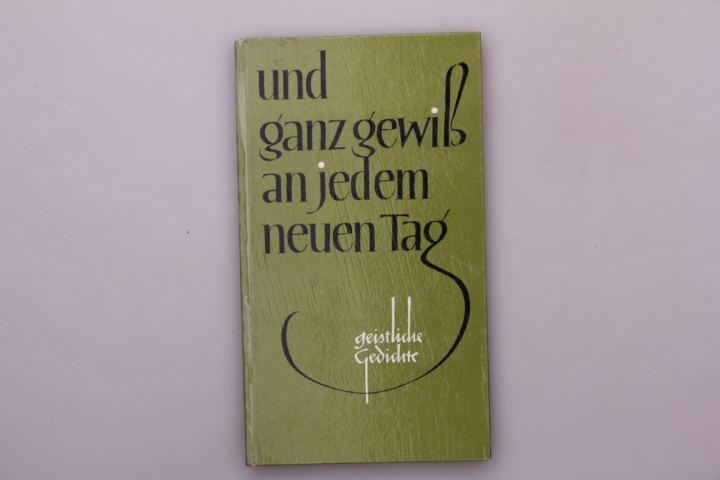 und
ganz gewiß
an jedem
neuen Tag
geistliche
Gedichte